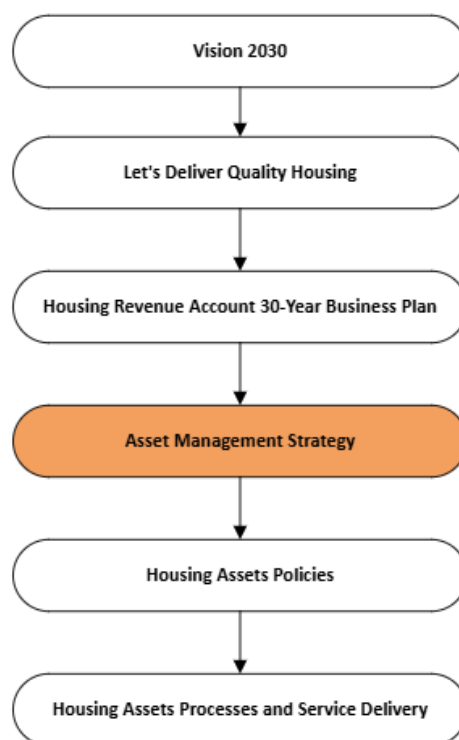 Vision 2030
Let's Deliver Quality Housing
Housing Revenue Account 30-Year Business Plan
Asset Management Strategy
Housing Assets Policies
Housing Assets Processes and Service Delivery